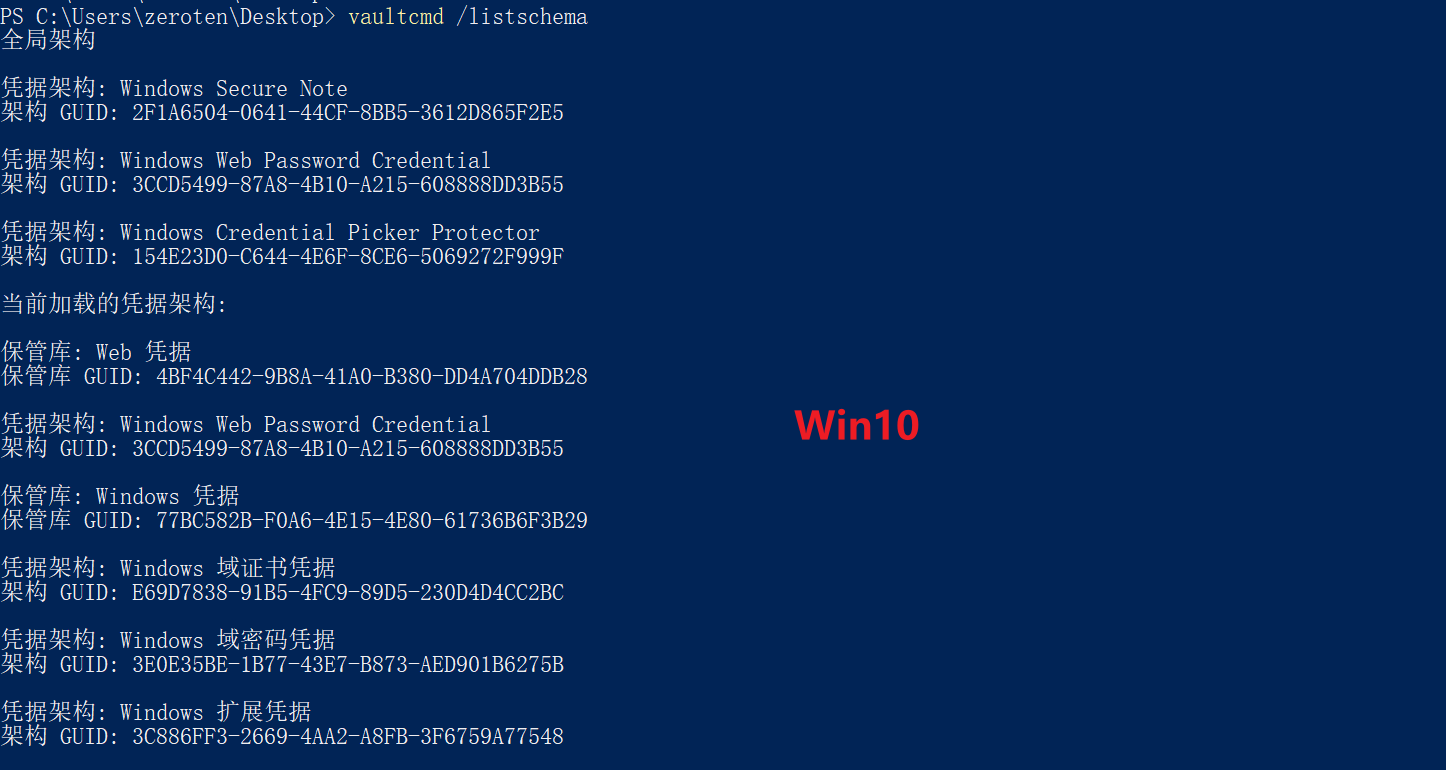 PS C:\Users\zeroten\Desktop> vaultcmd /listschema
全局架构
凭据架构: Windows Secure Note
架构 GUID: 2F1A6504-0641-44CF-8BB5-3612D865F2E5
凭据架构: Windows Web Password Credential
架构 GUID: 3CCD5499-87A8-4B10-A215-608888DD3B55
凭据架构: Windows Credential Picker Protector
架构 GUID: 154E23D0-C644-4E6F-8CE6-5069272F999F
当前加载的凭据架构:
保管库: Web 凭据
保管库 GUID: 4BF4C442-9B8A-41A0-B380-DD4A704DDB28
凭据架构: Windows Web Password Credential
架构 GUID: 3CCD5499-87A8-4B10-A215-608888DD3B55
Win10
保管库: Windows 凭据
保管库 GUID: 77BC582B-F0A6-4E15-4E80-61736B6F3B29
凭据架构: Windows 域证书凭据
架构 GUID: E69D7838-91B5-4FC9-89D5-230D4D4CC2BC
凭据架构: Windows 域密码凭据
架构 GUID: 3E0E35BE-1B77-43E7-B873-AED901B6275B
凭据架构: Windows 扩展凭据
架构 GUID: 3C886FF3-2669-4AA2-A8FB-3F6759A77548